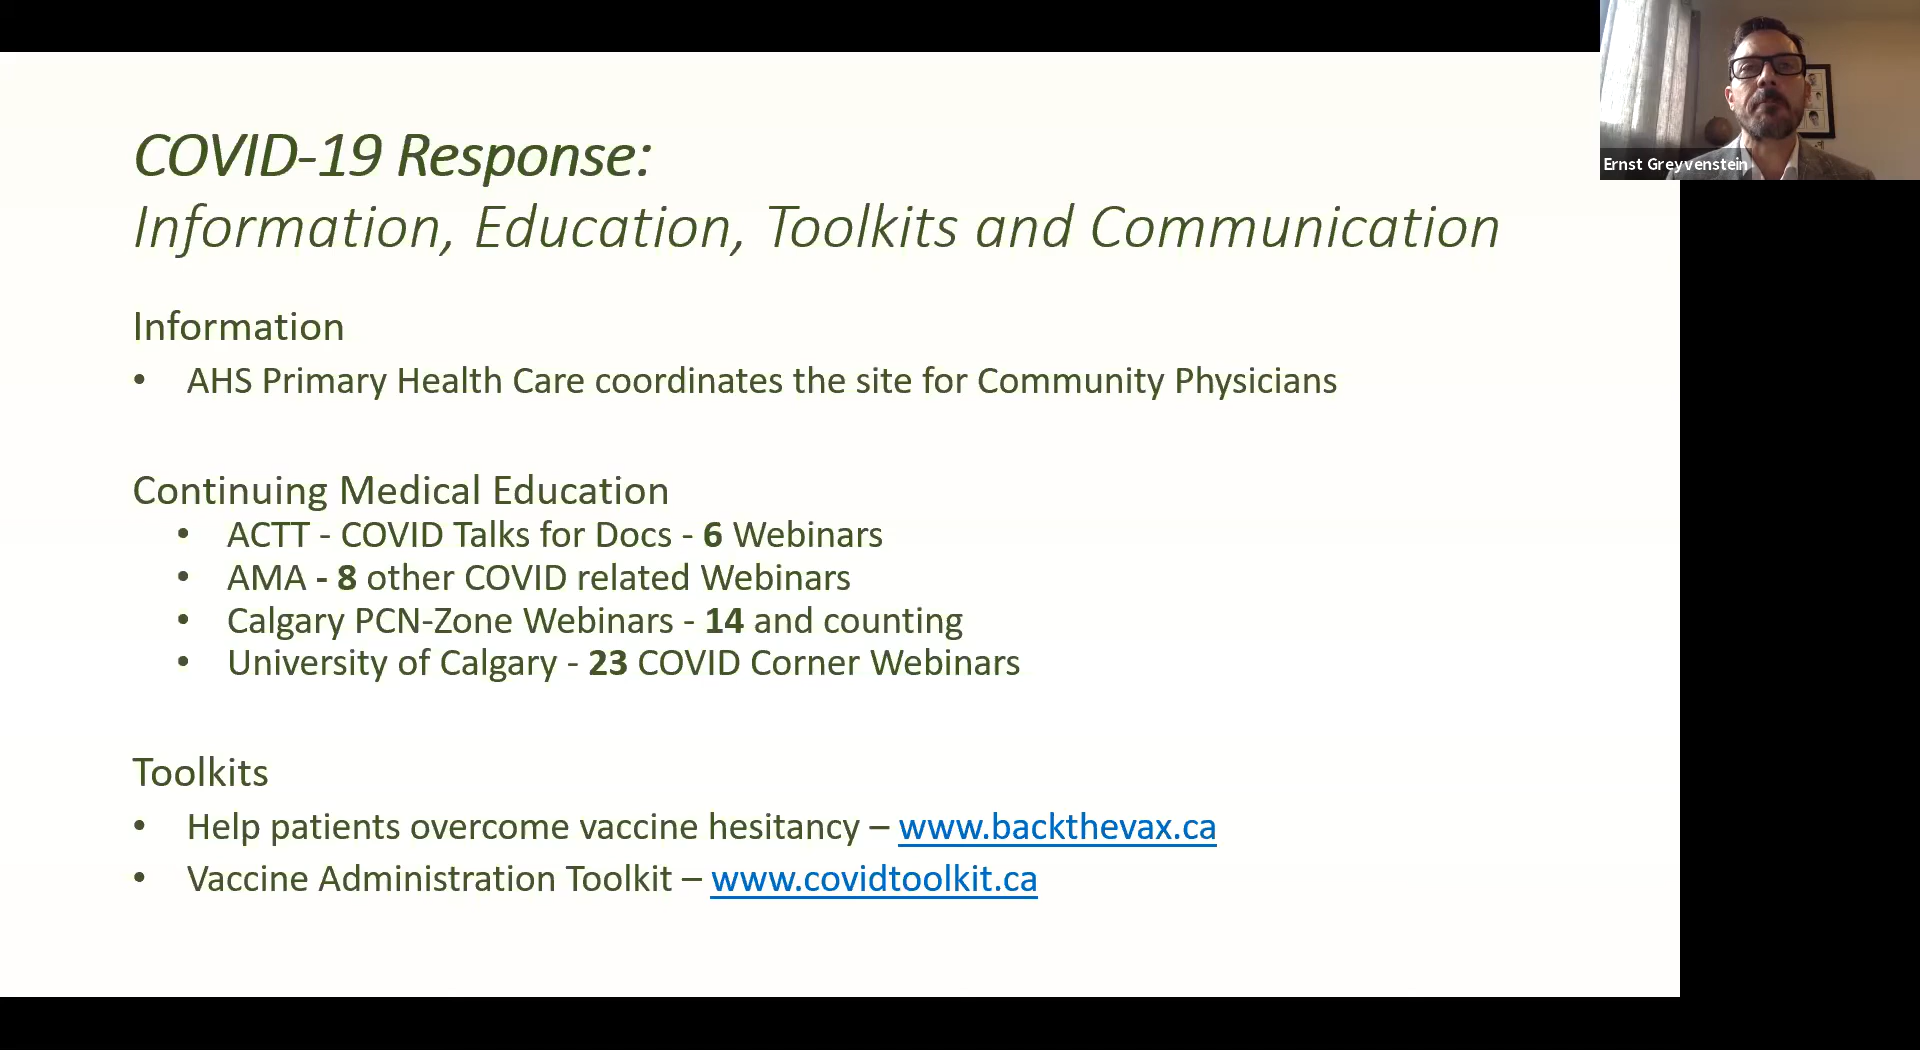 COVID-19 Response:
Information, Education, Toolkits and Communication
Information
• AHS Primary Health Care coordinates the site for Community Physicians
Continuing Medical Education
• ACTT - COVID Talks for Docs - 6 Webinars
• AMA - 8 other COVID related Webinars
• Calgary PCN-Zone Webinars - 14 and counting
• University of Calgary - 23 COVID Corner Webinars
Toolkits
• Help patients overcome vaccine hesitancy – www.backthevax.ca
• Vaccine Administration Toolkit – www.covidtoolkit.ca
Ernst Greyvenstein